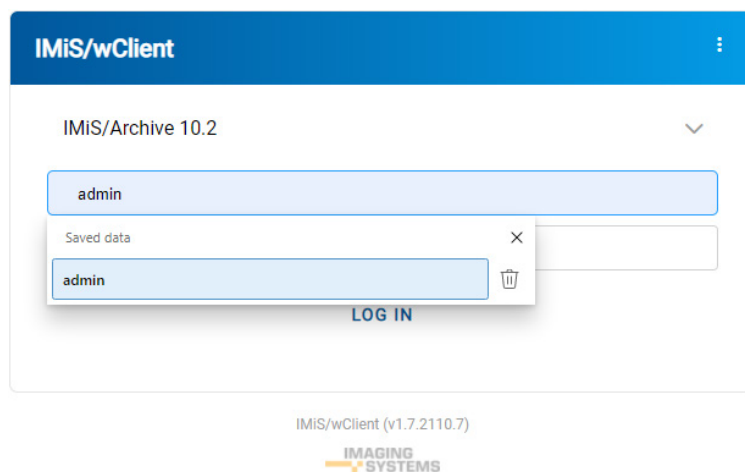 IMiS/wClient
IMiS/Archive 10.2
admin
Saved data
admin
LOG IN
IMiS/wClient (v1.7.2110.7)
IMAGING
SYSTEMS